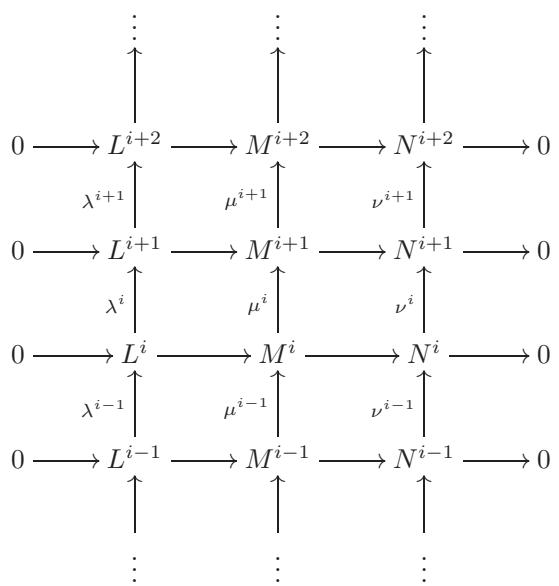 ⋮ ⋮ ⋮
0 L^{i+2} M^{i+2} N^{i+2} 0
λ^{i+1} μ^{i+1} ν^{i+1}
0 L^{i+1} M^{i+1} N^{i+1} 0
λ^i μ^i ν^i
0 L^i M^i N^i 0
λ^{i−1} μ^{i−1} ν^{i−1}
0 L^{i−1} M^{i−1} N^{i−1} 0
⋮ ⋮ ⋮